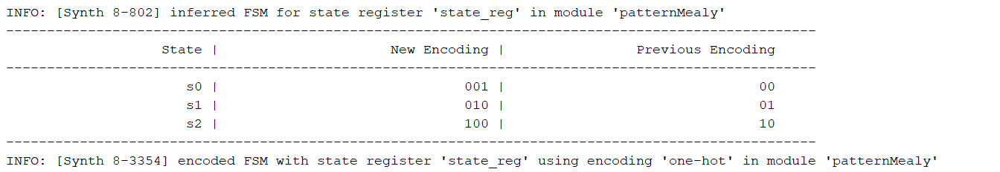 INFO: [Synth 8-802] inferred FSM for state register 'state_reg' in module 'patternMealy'
---------------------------------------------------------------------------------------------------
State | New Encoding | Previous Encoding
---------------------------------------------------------------------------------------------------
s0 | 001 | 00
s1 | 010 | 01
s2 | 100 | 10
---------------------------------------------------------------------------------------------------
INFO: [Synth 8-3354] encoded FSM with state register 'state_reg' using encoding 'one-hot' in module 'patternMealy'